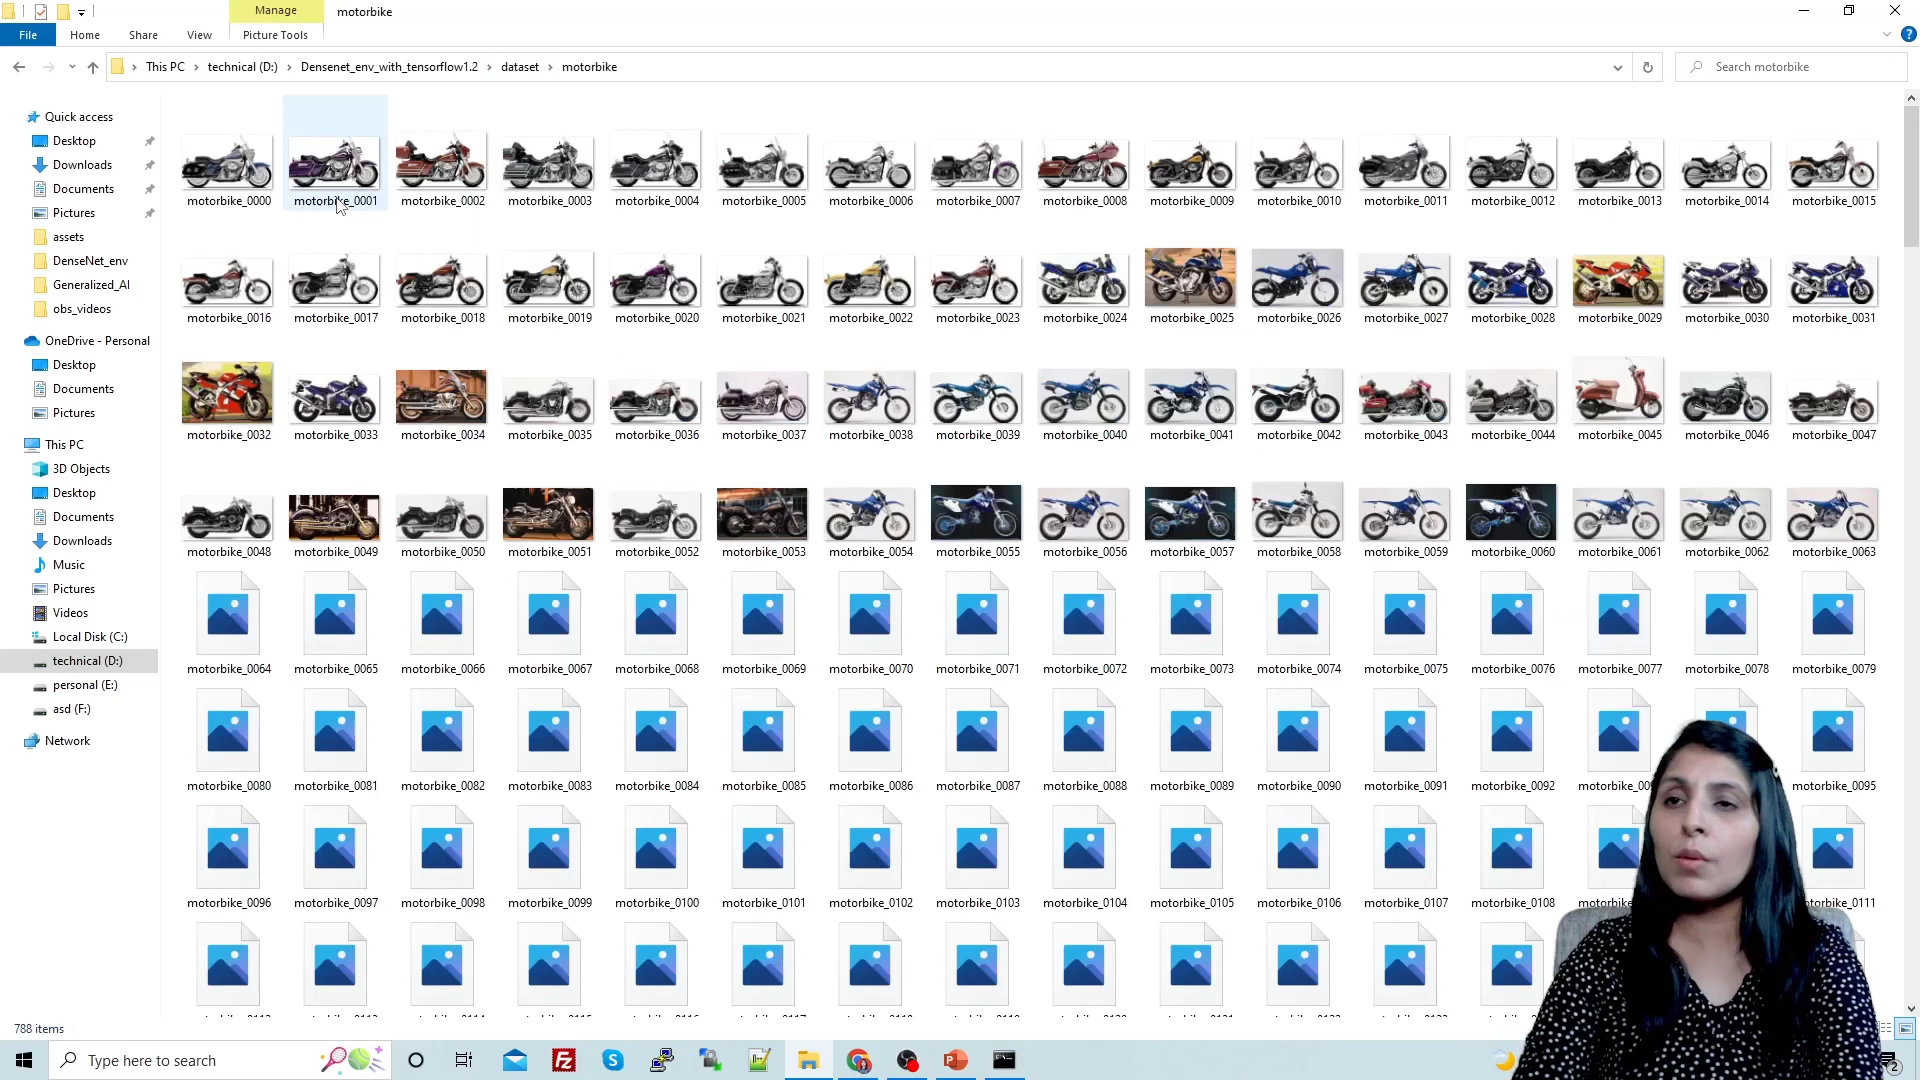 Manage
motorbike
File
Home
Share
View
Picture Tools
This PC
technical (D:)
Densenet_env_with_tensorflow1.2
dataset
motorbike
Search motorbike
Quick access
Desktop
Downloads
Documents
Pictures
assets
DenseNet_env
Generalized_AI
obs_videos
OneDrive - Personal
Desktop
Documents
Pictures
This PC
3D Objects
Desktop
Documents
Downloads
Music
Pictures
Videos
Local Disk (C:)
technical (D:)
personal (E:)
asd (F:)
Network
motorbike_0000 motorbike_0001 motorbike_0002 motorbike_0003 motorbike_0004 motorbike_0005 motorbike_0006 motorbike_0007 motorbike_0008 motorbike_0009 motorbike_0010 motorbike_0011 motorbike_0012 motorbike_0013 motorbike_0014 motorbike_0015
motorbike_0016 motorbike_0017 motorbike_0018 motorbike_0019 motorbike_0020 motorbike_0021 motorbike_0022 motorbike_0023 motorbike_0024 motorbike_0025 motorbike_0026 motorbike_0027 motorbike_0028 motorbike_0029 motorbike_0030 motorbike_0031
motorbike_0032 motorbike_0033 motorbike_0034 motorbike_0035 motorbike_0036 motorbike_0037 motorbike_0038 motorbike_0039 motorbike_0040 motorbike_0041 motorbike_0042 motorbike_0043 motorbike_0044 motorbike_0045 motorbike_0046 motorbike_0047
motorbike_0048 motorbike_0049 motorbike_0050 motorbike_0051 motorbike_0052 motorbike_0053 motorbike_0054 motorbike_0055 motorbike_0056 motorbike_0057 motorbike_0058 motorbike_0059 motorbike_0060 motorbike_0061 motorbike_0062 motorbike_0063
motorbike_0064 motorbike_0065 motorbike_0066 motorbike_0067 motorbike_0068 motorbike_0069 motorbike_0070 motorbike_0071 motorbike_0072 motorbike_0073 motorbike_0074 motorbike_0075 motorbike_0076 motorbike_0077 motorbike_0078 motorbike_0079
motorbike_0080 motorbike_0081 motorbike_0082 motorbike_0083 motorbike_0084 motorbike_0085 motorbike_0086 motorbike_0087 motorbike_0088 motorbike_0089 motorbike_0090 motorbike_0091 motorbike_0092 motorbike_0095
motorbike_0096 motorbike_0097 motorbike_0098 motorbike_0099 motorbike_0100 motorbike_0101 motorbike_0102 motorbike_0103 motorbike_0104 motorbike_0105 motorbike_0106 motorbike_0107 motorbike_0108
788 items
Type here to search